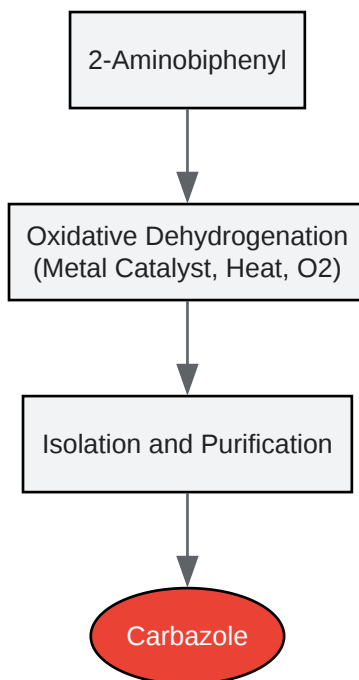 2-Aminobiphenyl
Oxidative Dehydrogenation
(Metal Catalyst, Heat, O2)
Isolation and Purification
Carbazole